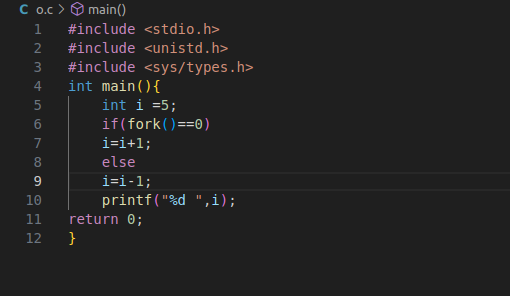 C o.c > main()
1 #include <stdio.h>
2 #include <unistd.h>
3 #include <sys/types.h>
4 int main(){
5     int i =5;
6     if(fork()==0)
7     i=i+1;
8     else
9     i=i-1;
10     printf("%d ",i);
11 return 0;
12 }